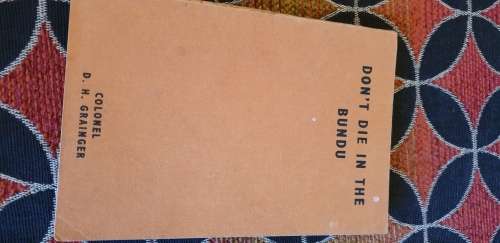 DON'T DIE IN THE
BUNDU
COLONEL
D. H. GRAINGER